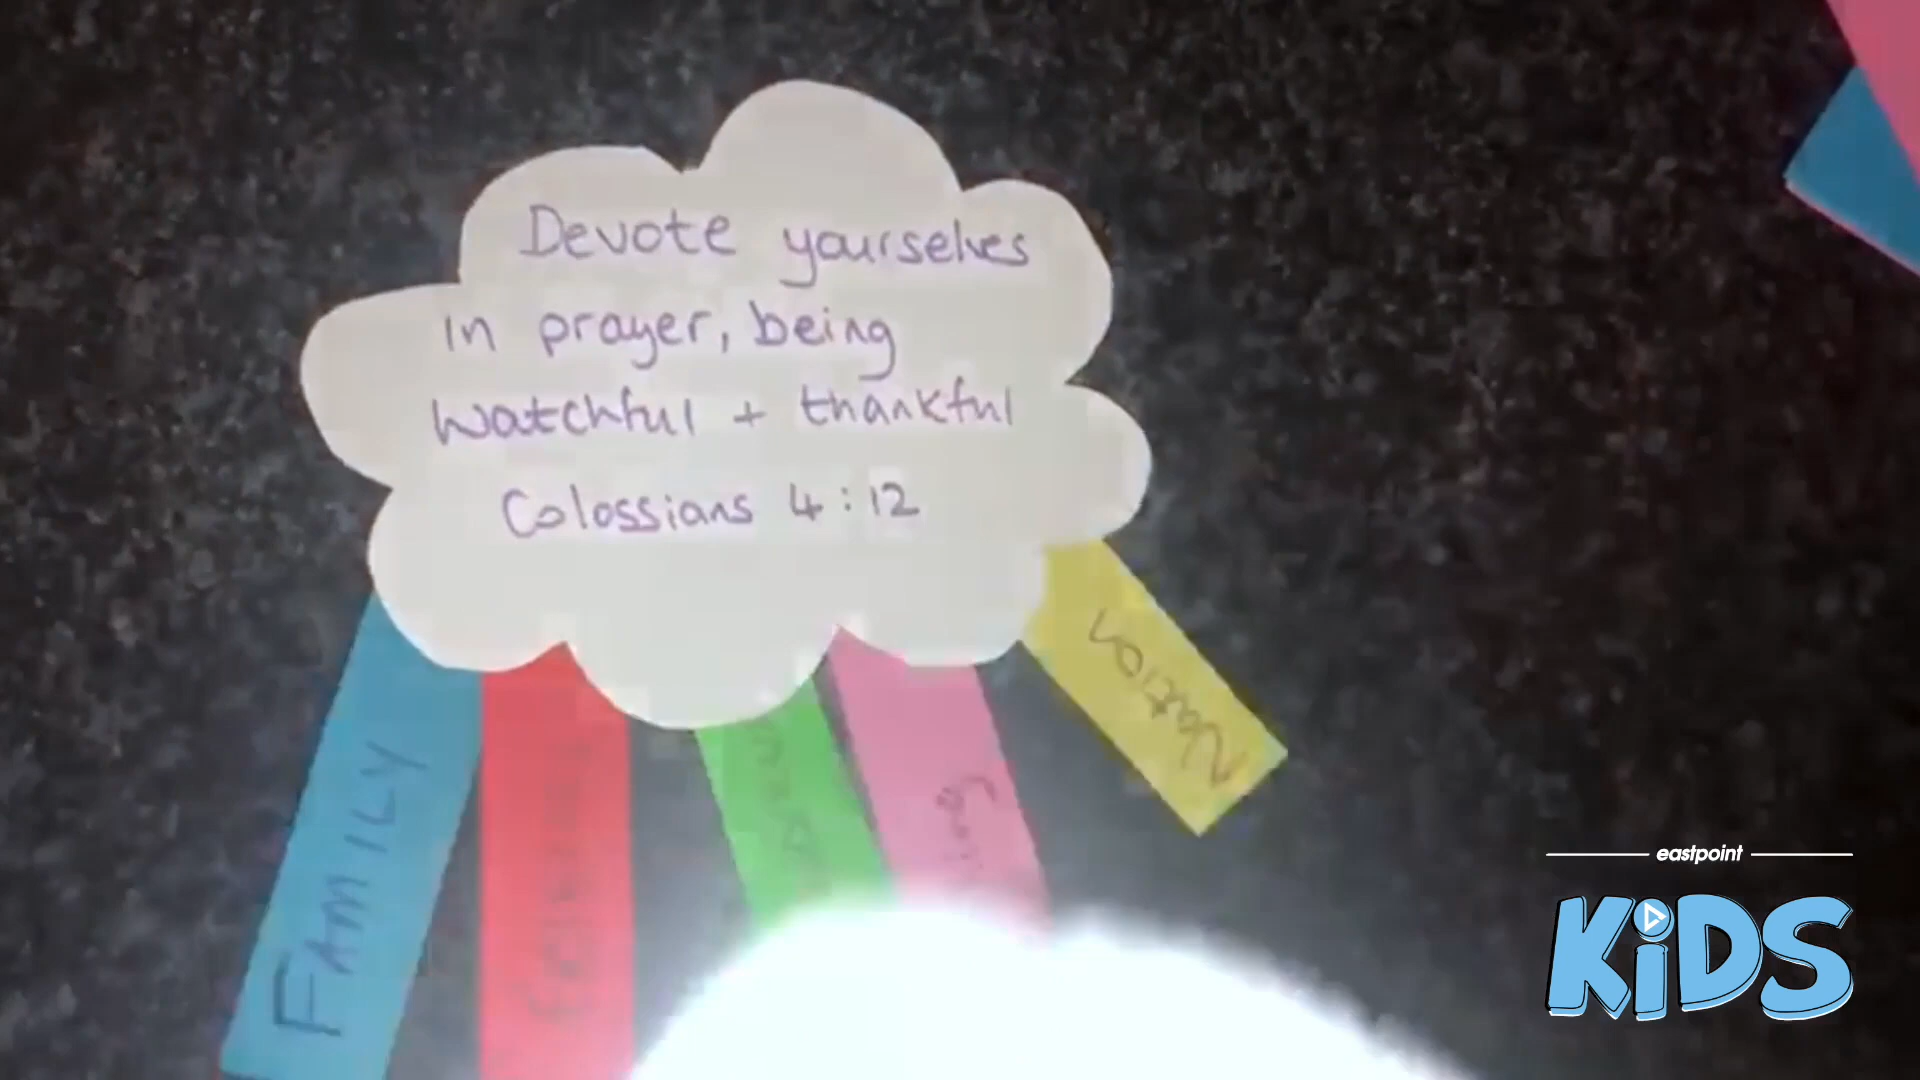 Devote yourselves
in prayer, being
watchful + thankful
Colossians 4:12
FAMILY
Nation
eastpoint
KiDS